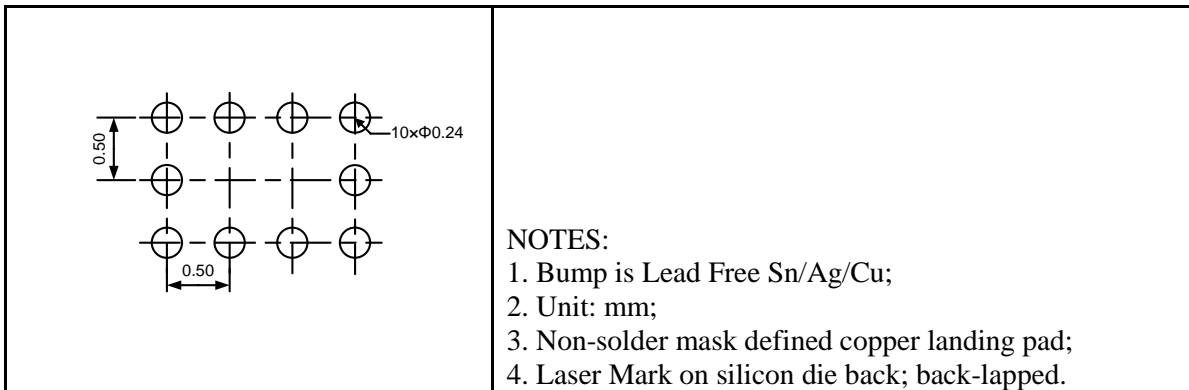 0.50
10×Φ0.24
0.50
NOTES:
1. Bump is Lead Free Sn/Ag/Cu;
2. Unit: mm;
3. Non-solder mask defined copper landing pad;
4. Laser Mark on silicon die back; back-lapped.